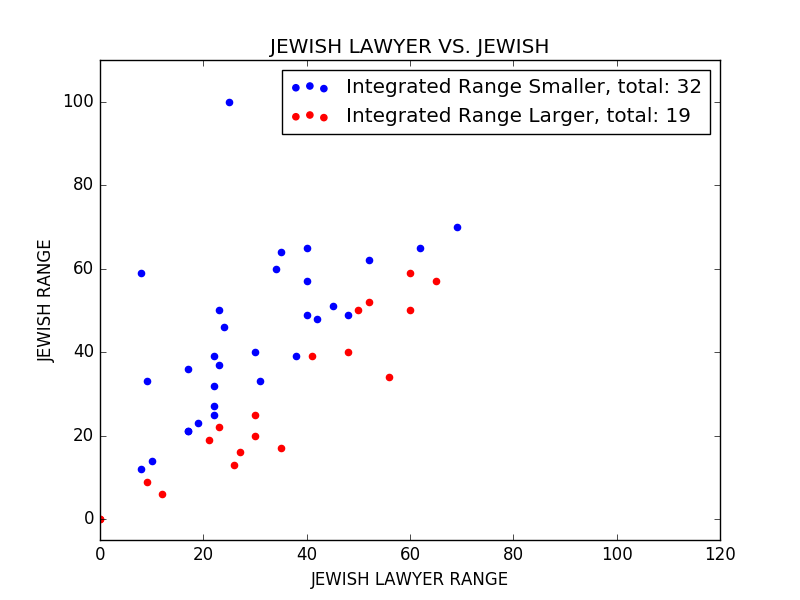 JEWISH LAWYER VS. JEWISH
Integrated Range Smaller, total: 32
Integrated Range Larger, total: 19
100
80
60
40
20
0
JEWISH RANGE
0 20 40 60 80 100 120
JEWISH LAWYER RANGE